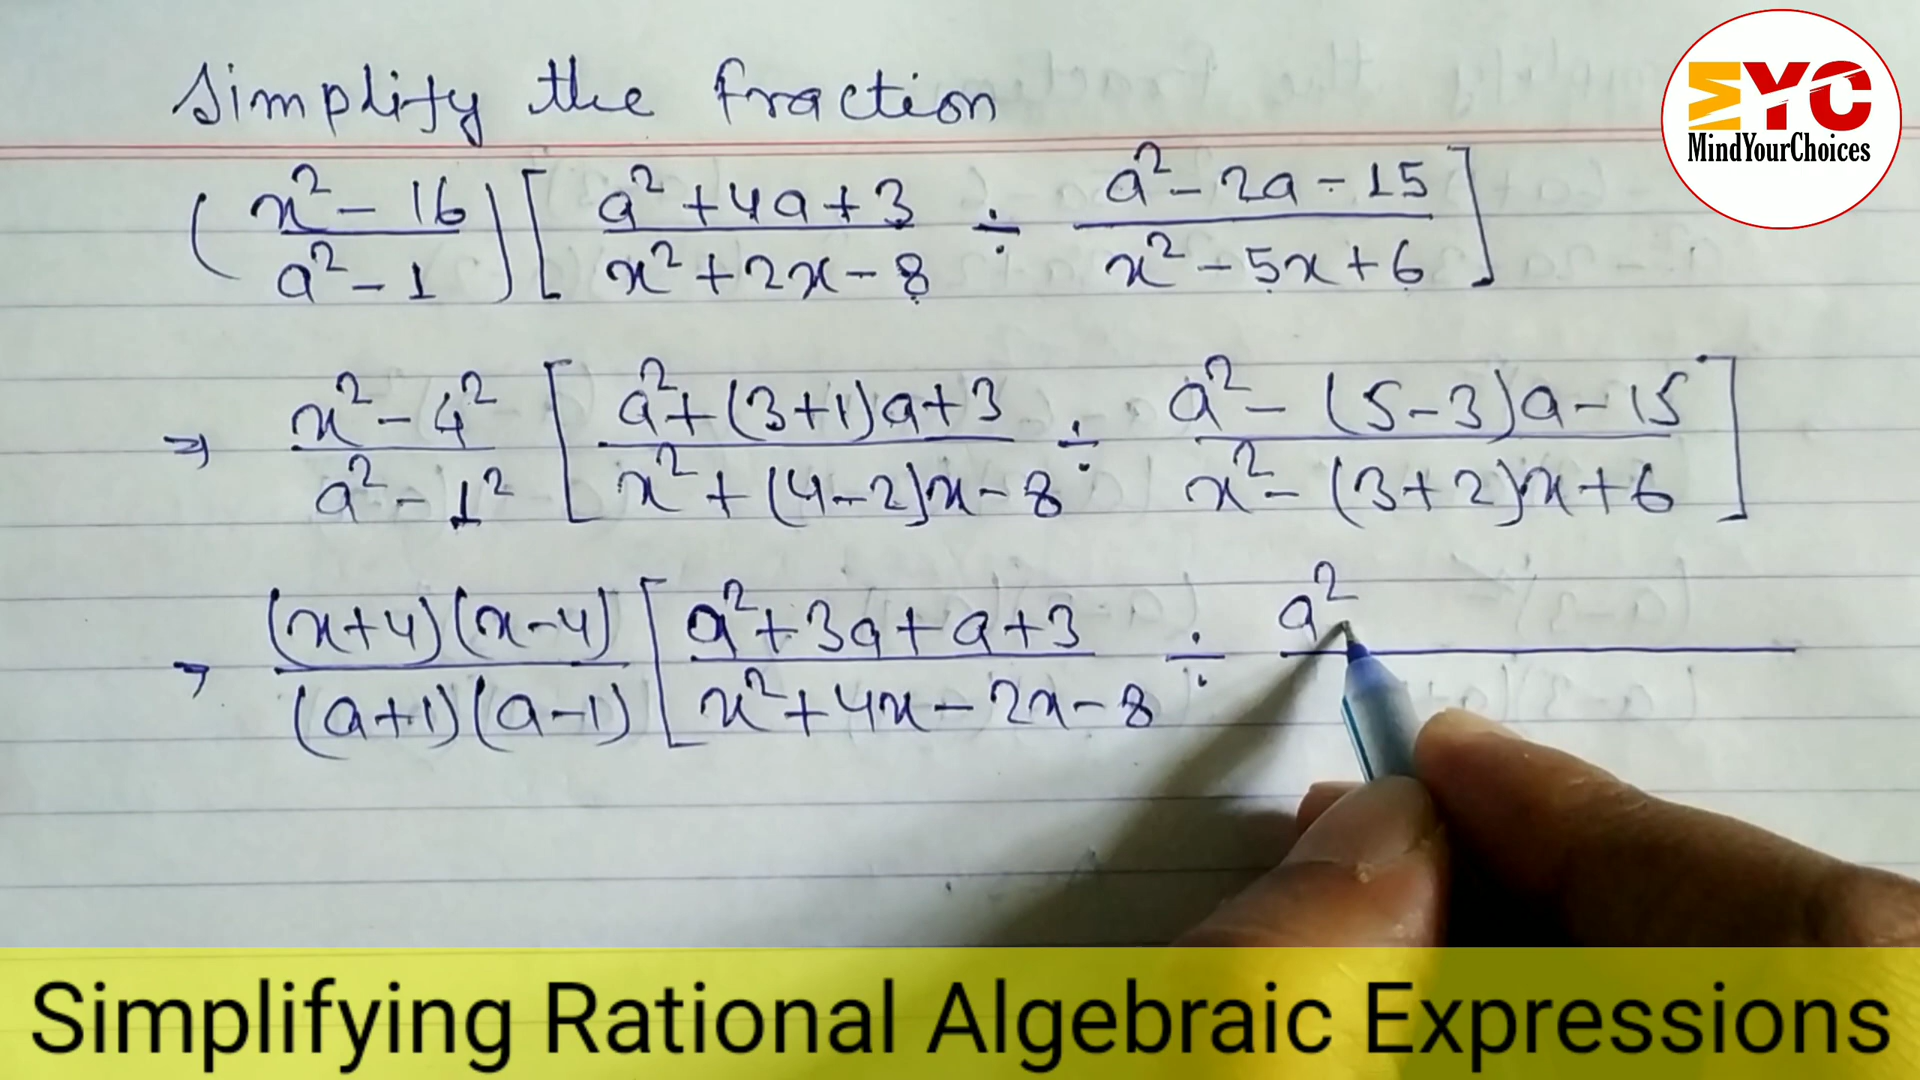 Simplify the fraction
(x² - 16 / a² - 1) [a² + 4a + 3 / x² + 2x - 8 ÷ a² - 2a - 15 / x² - 5x + 6]
⇒ x² - 4² / a² - 1² [a² + (3+1)a + 3 / x² + (4-2)x - 8 ÷ a² - (5-3)a - 15 / x² - (3+2)x + 6]
⇒ (x+4)(x-4) / (a+1)(a-1) [a² + 3a + a + 3 / x² + 4x - 2x - 8 ÷ a²
MYC
MindYourChoices
Simplifying Rational Algebraic Expressions